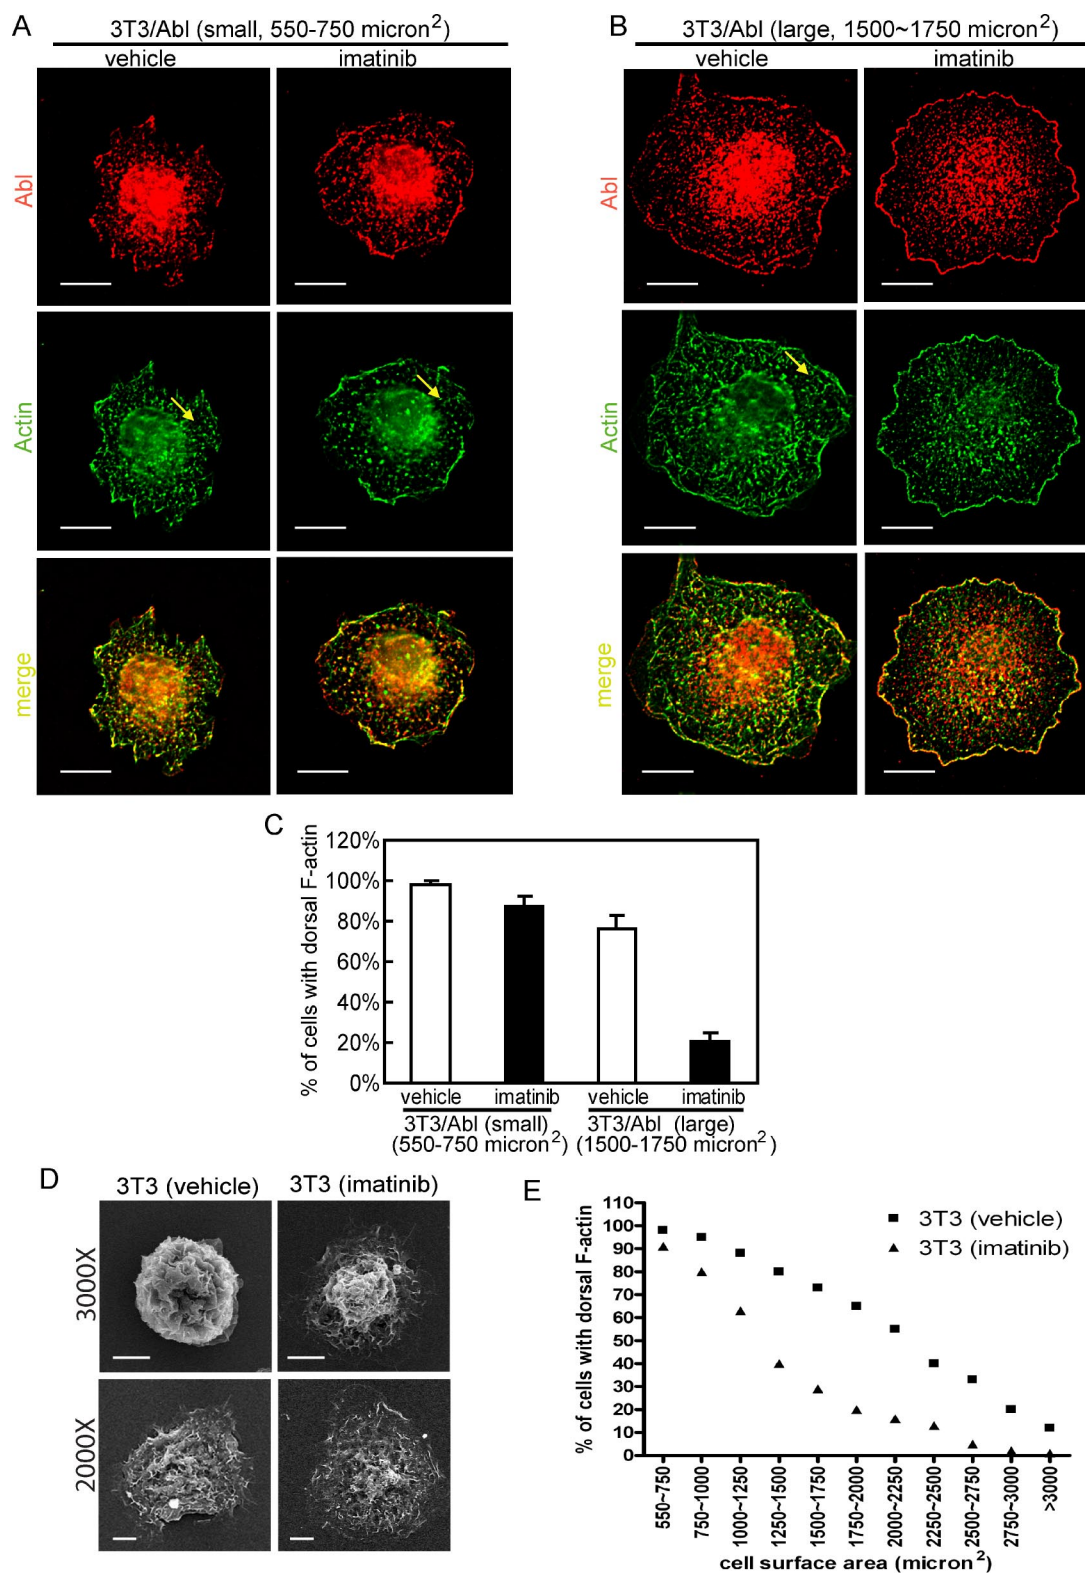 A
3T3/Abl (small, 550-750 micron²)
vehicle
imatinib
B
3T3/Abl (large, 1500~1750 micron²)
vehicle
imatinib
Abl
Abl
Actin
Actin
merge
merge
C
% of cells with dorsal F-actin
120%
100%
80%
60%
40%
20%
0%
vehicle
imatinib
vehicle
imatinib
3T3/Abl (small)
(550-750 micron²)
3T3/Abl (large)
(1500-1750 micron²)
D
3T3 (vehicle)
3T3 (imatinib)
3000X
2000X
E
% of cells with dorsal F-actin
110
100
90
80
70
60
50
40
30
20
10
0
3T3 (vehicle)
3T3 (imatinib)
550~750
750~1000
1000~1250
1250~1500
1500~1750
1750~2000
2000~2250
2250~2500
2500~2750
2750~3000
>3000
cell surface area (micron²)